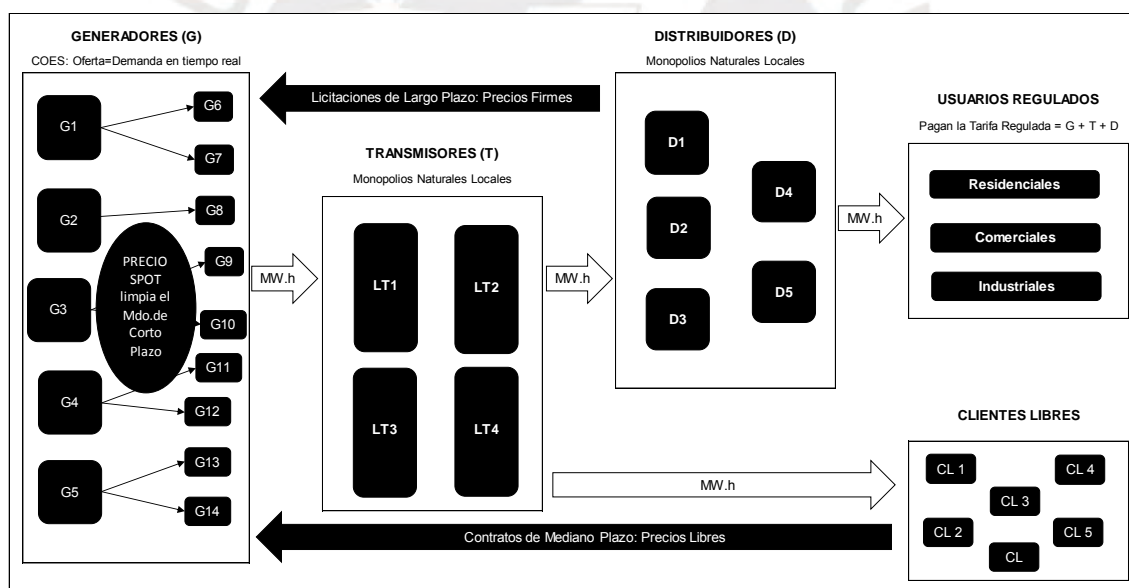 GENERADORES (G)
COES: Oferta=Demanda en tiempo real
G1
G6
G7
G2
G8
PRECIO
SPOT
limpia el
Mdo.de
Corto
Plazo
G9
G3
G10
G11
G4
G12
G13
G5
G14
Licitaciones de Largo Plazo: Precios Firmes
MW.h
TRANSMISORES (T)
Monopolios Naturales Locales
LT1
LT2
LT3
LT4
MW.h
DISTRIBUIDORES (D)
Monopolios Naturales Locales
D1
D4
D2
D5
D3
MW.h
USUARIOS REGULADOS
Pagan la Tarifa Regulada = G + T + D
Residenciales
Comerciales
Industriales
MW.h
CLIENTES LIBRES
CL 1
CL 4
CL 3
CL 2
CL 5
CL
Contratos de Mediano Plazo: Precios Libres